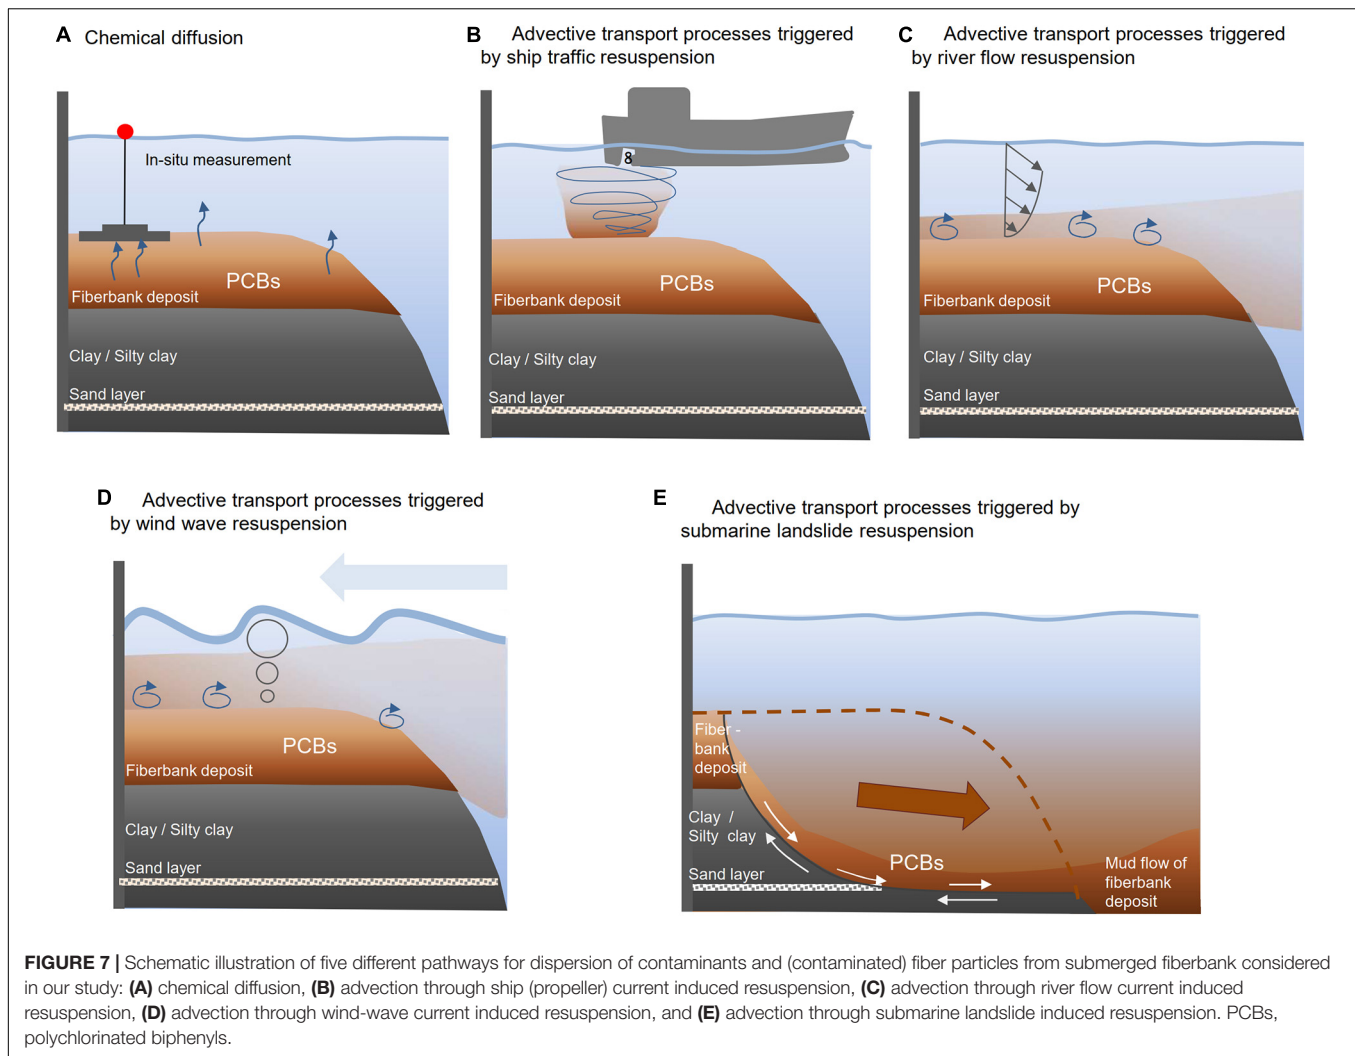 A Chemical diffusion
In-situ measurement
PCBs
Fiberbank deposit
Clay / Silty clay
Sand layer
B Advective transport processes triggered
by ship traffic resuspension
8
PCBs
Fiberbank deposit
Clay / Silty clay
Sand layer
C Advective transport processes triggered
by river flow resuspension
PCBs
Fiberbank deposit
Clay / Silty clay
Sand layer
D Advective transport processes triggered
by wind wave resuspension
PCBs
Fiberbank deposit
Clay / Silty clay
Sand layer
E Advective transport processes triggered by
submarine landslide resuspension
Fiber -
bank
deposit
Clay /
Silty clay
PCBs
Sand layer
Mud flow of
fiberbank
deposit
FIGURE 7 | Schematic illustration of five different pathways for dispersion of contaminants and (contaminated) fiber particles from submerged fiberbank considered
in our study: (A) chemical diffusion, (B) advection through ship (propeller) current induced resuspension, (C) advection through river flow current induced
resuspension, (D) advection through wind-wave current induced resuspension, and (E) advection through submarine landslide induced resuspension. PCBs,
polychlorinated biphenyls.